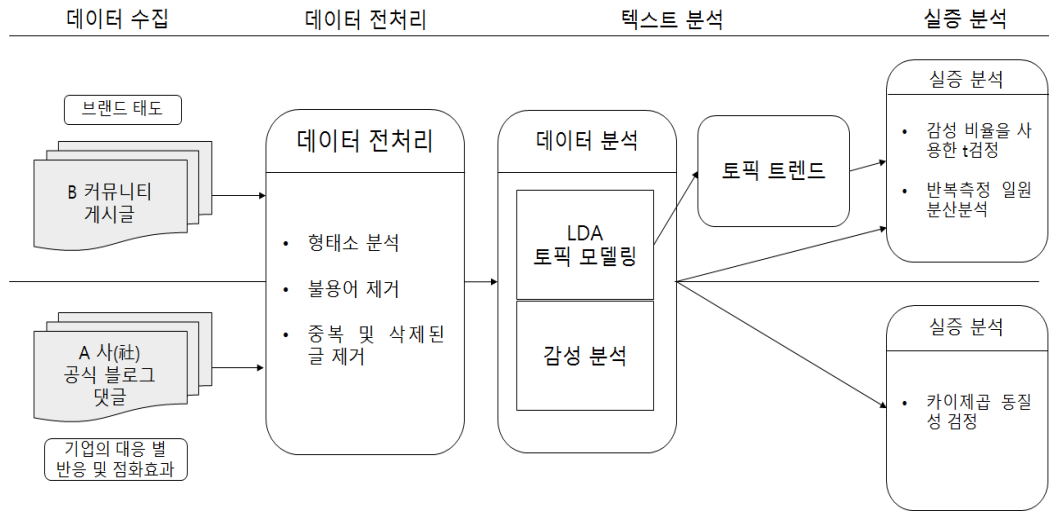 데이터 수집
데이터 전처리
텍스트 분석
실증 분석
브랜드 태도
B 커뮤니티
게시글
A 사(社)
공식 블로그
댓글
기업의 대응 별
반응 및 점화효과
데이터 전처리
• 형태소 분석
• 불용어 제거
• 중복 및 삭제된
글 제거
데이터 분석
LDA
토픽 모델링
감성 분석
토픽 트렌드
실증 분석
• 감성 비율을 사
용한 t검정
• 반복측정 일원
분산분석
실증 분석
• 카이제곱 동질
성 검정